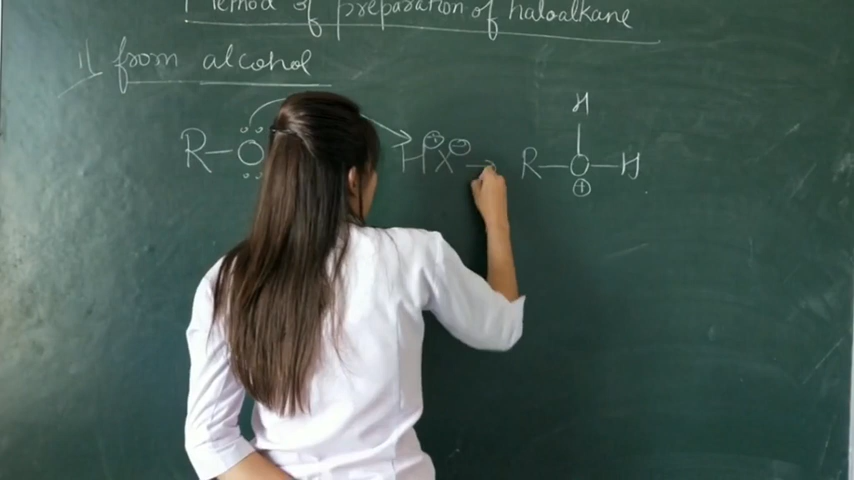 Method of preparation of haloalkane
1) from alcohol
H
R–O H⊕ X⊖ → R–O–H
⊕